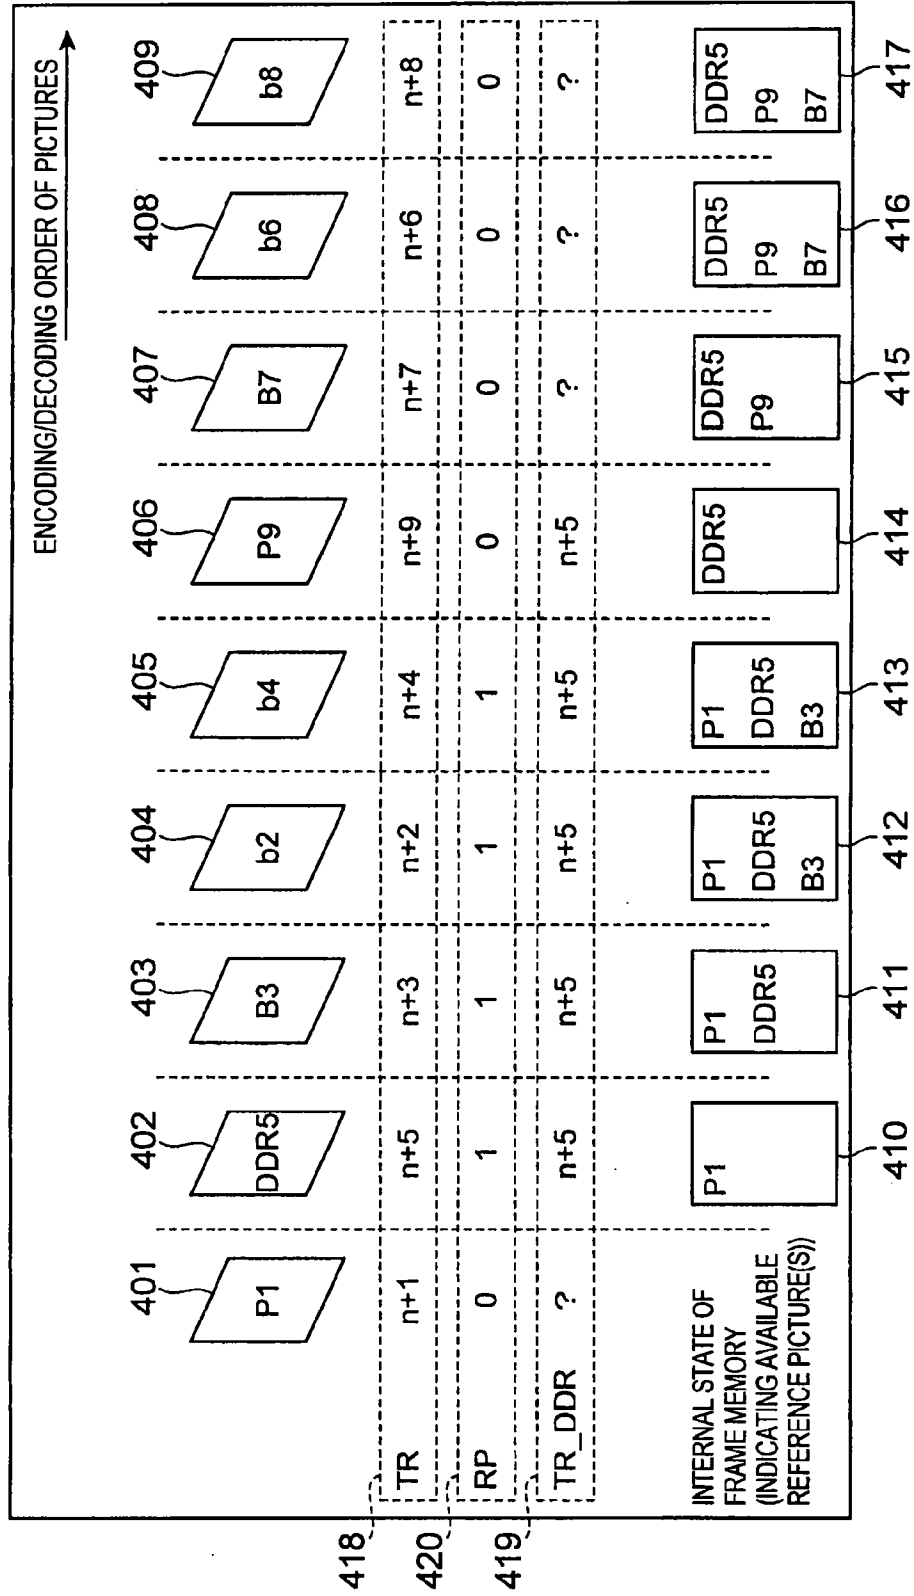 ENCODING/DECODING ORDER OF PICTURES
401 402 403 404 405 406 407 408 409
P1 DDR5 B3 b2 b4 P9 B7 b6 b8
418 TR n+1 n+5 n+3 n+2 n+4 n+9 n+7 n+6 n+8
420 RP 0 1 1 1 1 0 0 0 0
419 TR_DDR ? n+5 n+5 n+5 n+5 n+5 ? ? ?
INTERNAL STATE OF
FRAME MEMORY
(INDICATING AVAILABLE
REFERENCE PICTURE(S))
P1
P1
DDR5
P1
DDR5
B3
P1
DDR5
B3
DDR5
DDR5
P9
DDR5
P9
B7
DDR5
P9
B7
410 411 412 413 414 415 416 417